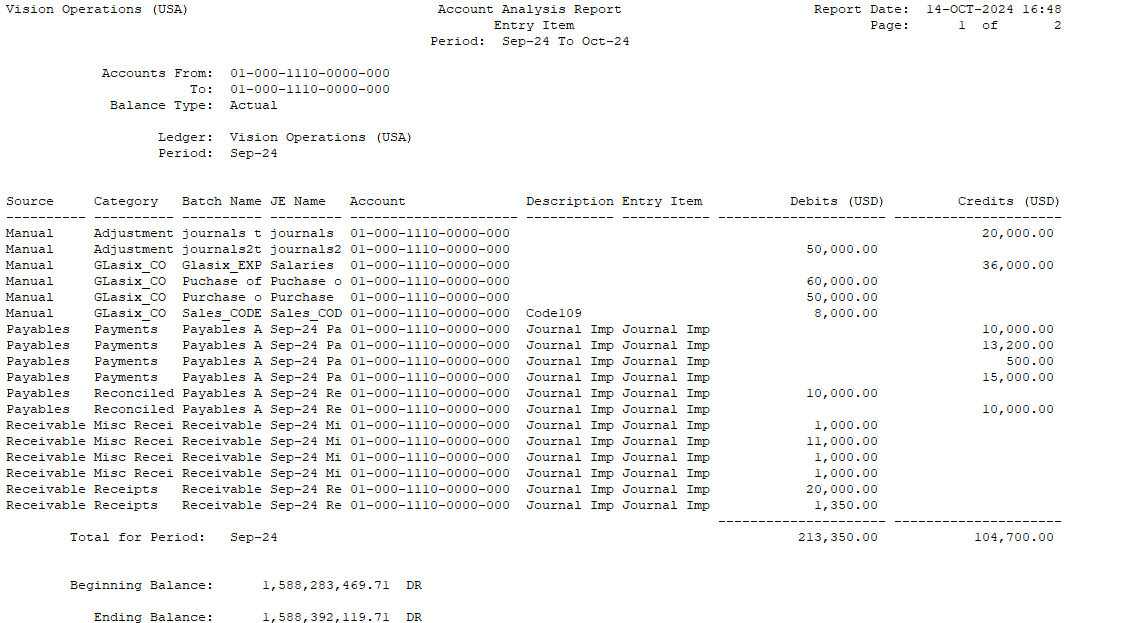 Vision Operations (USA) Account Analysis Report Report Date: 14-OCT-2024 16:48
Entry Item Page: 1 of 2
Period: Sep-24 To Oct-24
Accounts From: 01-000-1110-0000-000
To: 01-000-1110-0000-000
Balance Type: Actual
Ledger: Vision Operations (USA)
Period: Sep-24
Source Category Batch Name JE Name Account Description Entry Item Debits (USD) Credits (USD)
Manual Adjustment journals t journals 01-000-1110-0000-000 20,000.00
Manual Adjustment journals2t journals2 01-000-1110-0000-000 50,000.00
Manual GLasix_CO Glasix_EXP Salaries 01-000-1110-0000-000 36,000.00
Manual GLasix_CO Puchase of Puchase o 01-000-1110-0000-000 60,000.00
Manual GLasix_CO Purchase o Purchase 01-000-1110-0000-000 50,000.00
Manual GLasix_CO Sales_CODE Sales_COD 01-000-1110-0000-000 Code109 8,000.00
Payables Payments Payables A Sep-24 Pa 01-000-1110-0000-000 Journal Imp Journal Imp 10,000.00
Payables Payments Payables A Sep-24 Pa 01-000-1110-0000-000 Journal Imp Journal Imp 13,200.00
Payables Payments Payables A Sep-24 Pa 01-000-1110-0000-000 Journal Imp Journal Imp 500.00
Payables Payments Payables A Sep-24 Pa 01-000-1110-0000-000 Journal Imp Journal Imp 15,000.00
Payables Reconciled Payables A Sep-24 Re 01-000-1110-0000-000 Journal Imp Journal Imp 10,000.00
Payables Reconciled Payables A Sep-24 Re 01-000-1110-0000-000 Journal Imp Journal Imp 10,000.00
Receivable Misc Recei Receivable Sep-24 Mi 01-000-1110-0000-000 Journal Imp Journal Imp 1,000.00
Receivable Misc Recei Receivable Sep-24 Mi 01-000-1110-0000-000 Journal Imp Journal Imp 11,000.00
Receivable Misc Recei Receivable Sep-24 Mi 01-000-1110-0000-000 Journal Imp Journal Imp 1,000.00
Receivable Misc Recei Receivable Sep-24 Mi 01-000-1110-0000-000 Journal Imp Journal Imp 1,000.00
Receivable Receipts Receivable Sep-24 Re 01-000-1110-0000-000 Journal Imp Journal Imp 20,000.00
Receivable Receipts Receivable Sep-24 Re 01-000-1110-0000-000 Journal Imp Journal Imp 1,350.00
Total for Period: Sep-24 213,350.00 104,700.00
Beginning Balance: 1,588,283,469.71 DR
Ending Balance: 1,588,392,119.71 DR